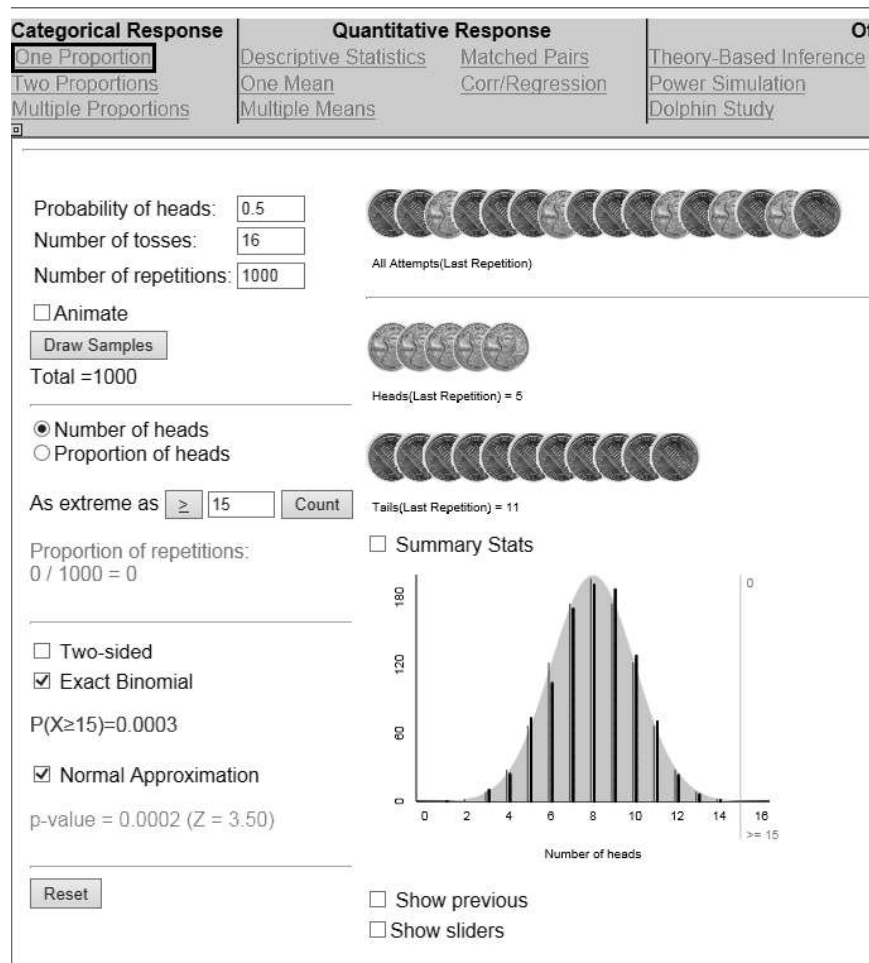 Categorical Response Quantitative Response Ot
One Proportion Descriptive Statistics Matched Pairs Theory-Based Inference
Two Proportions One Mean Corr/Regression Power Simulation
Multiple Proportions Multiple Means Dolphin Study
Probability of heads: 0.5
Number of tosses: 16
Number of repetitions: 1000
Animate
Draw Samples
Total =1000
Number of heads
Proportion of heads
As extreme as ≥ 15 Count
Proportion of repetitions:
0 / 1000 = 0
Two-sided
Exact Binomial
P(X≥15)=0.0003
Normal Approximation
p-value = 0.0002 (Z = 3.50)
Reset
All Attempts(Last Repetition)
Heads(Last Repetition) = 5
Tails(Last Repetition) = 11
Summary Stats
180
120
60
0
0
0 2 4 6 8 10 12 14 16
>= 15
Number of heads
Show previous
Show sliders